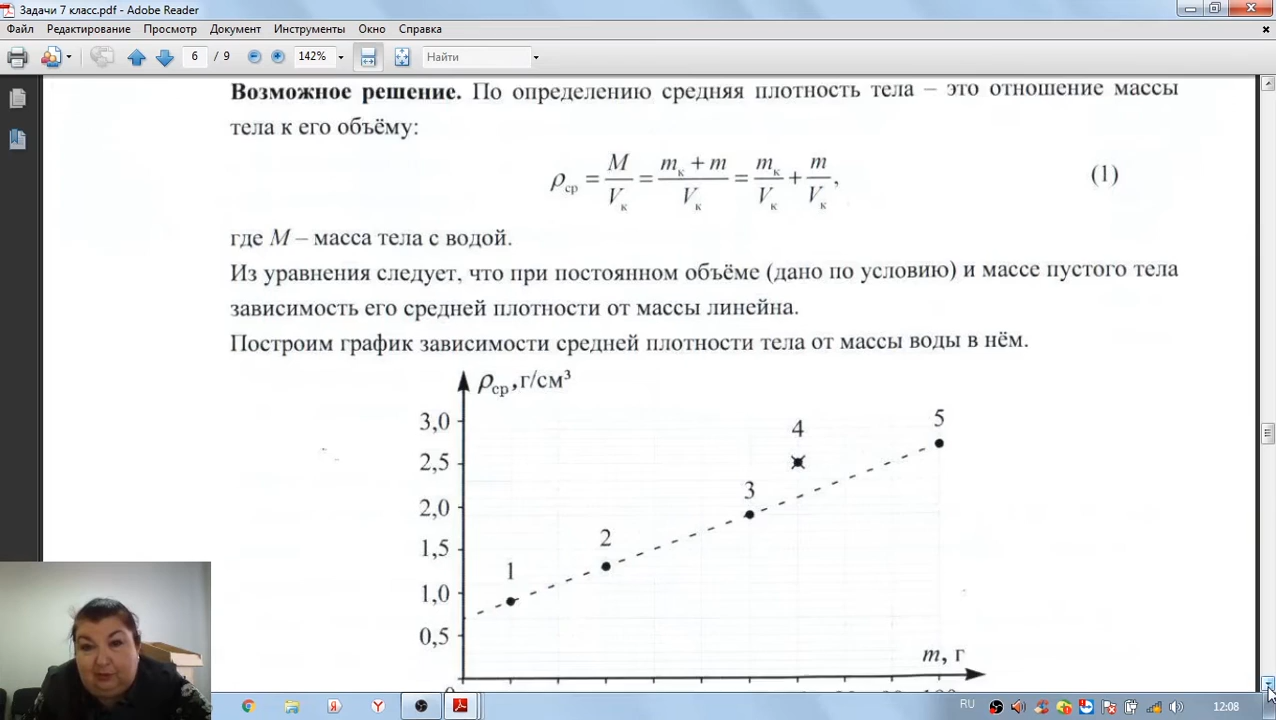 Задачи 7 класс.pdf - Adobe Reader
Файл Редактирование Просмотр Документ Инструменты Окно Справка
6 / 9 142% Найти
Возможное решение. По определению средняя плотность тела – это отношение массы
тела к его объёму:
ρср = M/Vк = (mк + m)/Vк = mк/Vк + m/Vк, (1)
где M – масса тела с водой.
Из уравнения следует, что при постоянном объёме (дано по условию) и массе пустого тела
зависимость его средней плотности от массы линейна.
Построим график зависимости средней плотности тела от массы воды в нём.
ρср, г/см³
3,0
2,5
2,0
1,5
1,0
0,5
1
2
3
4
5
m, г
RU 12:08